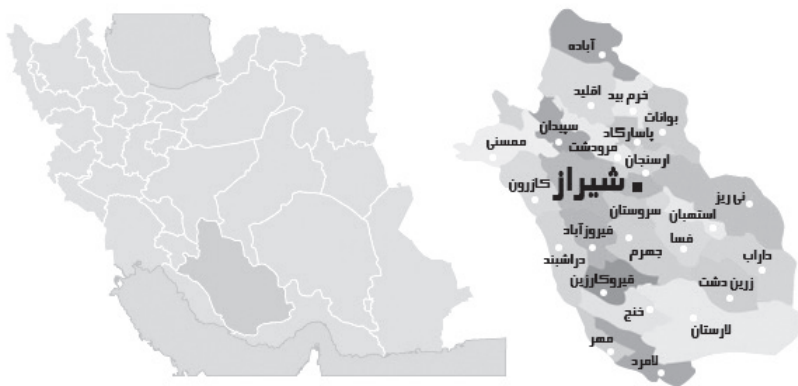 آباده
اقلید
خرم بید
بوانات
سپیدان
پاسارگاد
ممسنی
مرودشت
ارسنجان
کازرون
شیراز
نی ریز
سروستان
استهبان
فیروزآباد
فسا
جهرم
داراب
دراشبند
زرین دشت
قیروکارزین
خنج
لارستان
مهر
لامرد